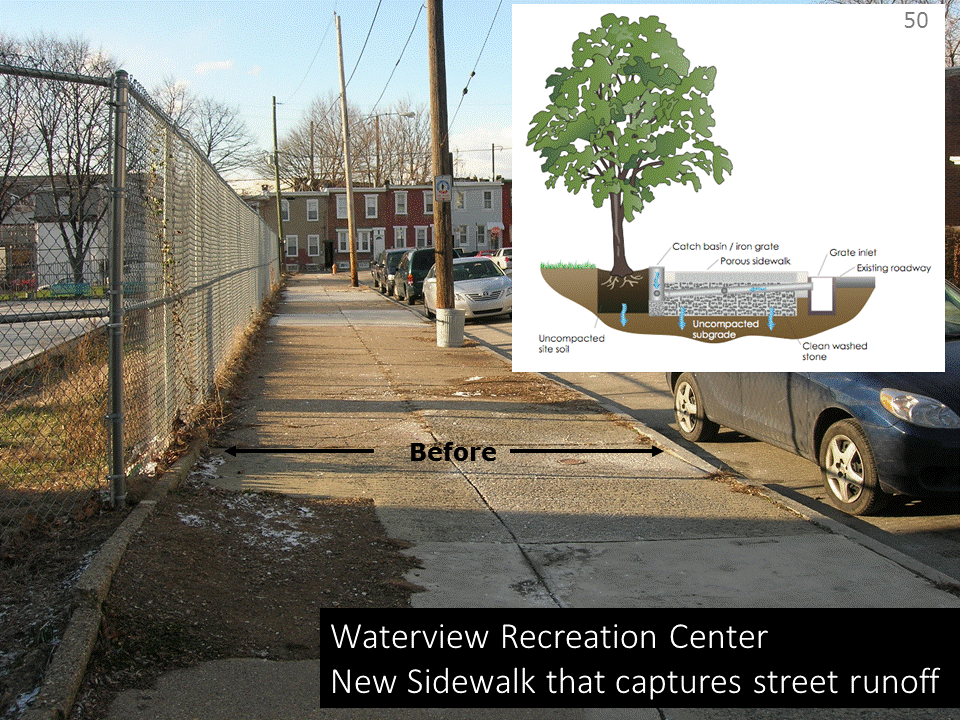 50
Catch basin / iron grate
Porous sidewalk
Grate inlet
Existing roadway
Uncompacted
site soil
Uncompacted
subgrade
Clean washed
stone
Before
Waterview Recreation Center
New Sidewalk that captures street runoff